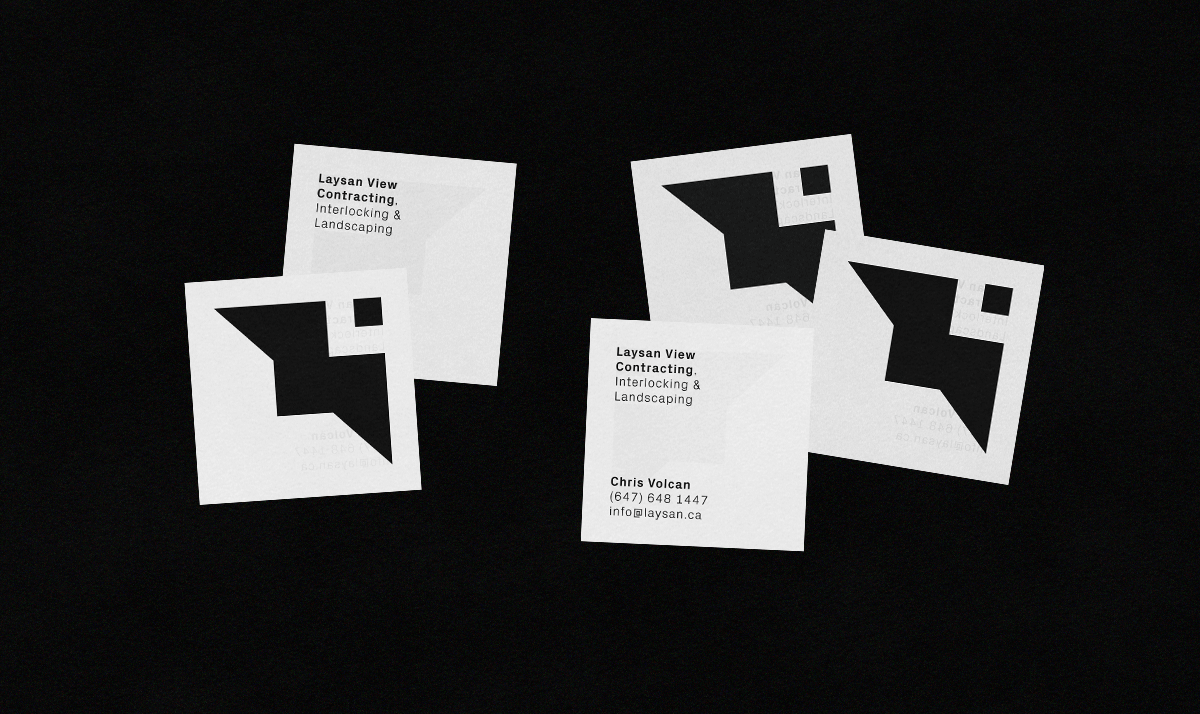 Laysan View
Contracting,
Interlocking &
Landscaping
Laysan View
Contracting,
Interlocking &
Landscaping
Chris Volcan
(647) 648 1447
info@laysan.ca